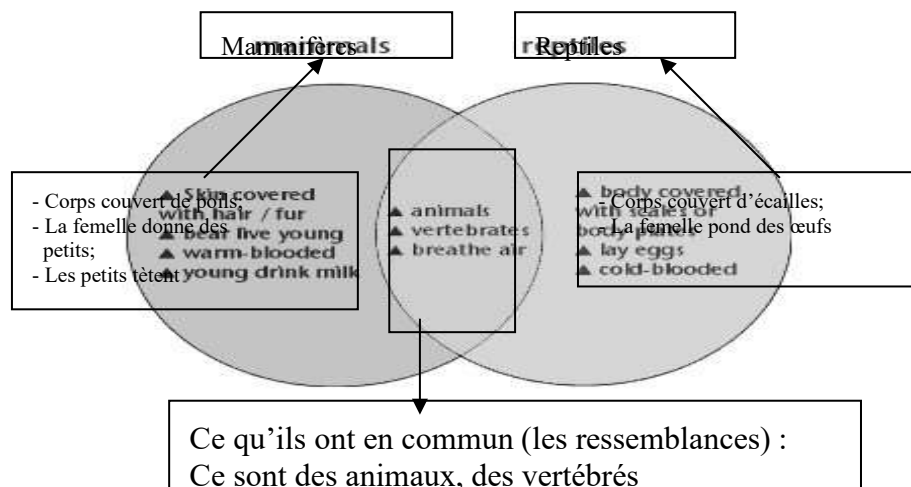 mammals
Mammifères
reptiles
Reptiles
▲ Skin covered
with hair / fur
▲ bear live young
▲ warm-blooded
▲ young drink milk
- Corps couvert de poils;
- La femelle donne des
petits;
- Les petits tètent
▲ animals
▲ vertebrates
▲ breathe air
▲ body covered
with scales or
body plates
▲ lay eggs
▲ cold-blooded
- Corps couvert d’écailles;
- La femelle pond des œufs
Ce qu’ils ont en commun (les ressemblances) :
Ce sont des animaux, des vertébrés